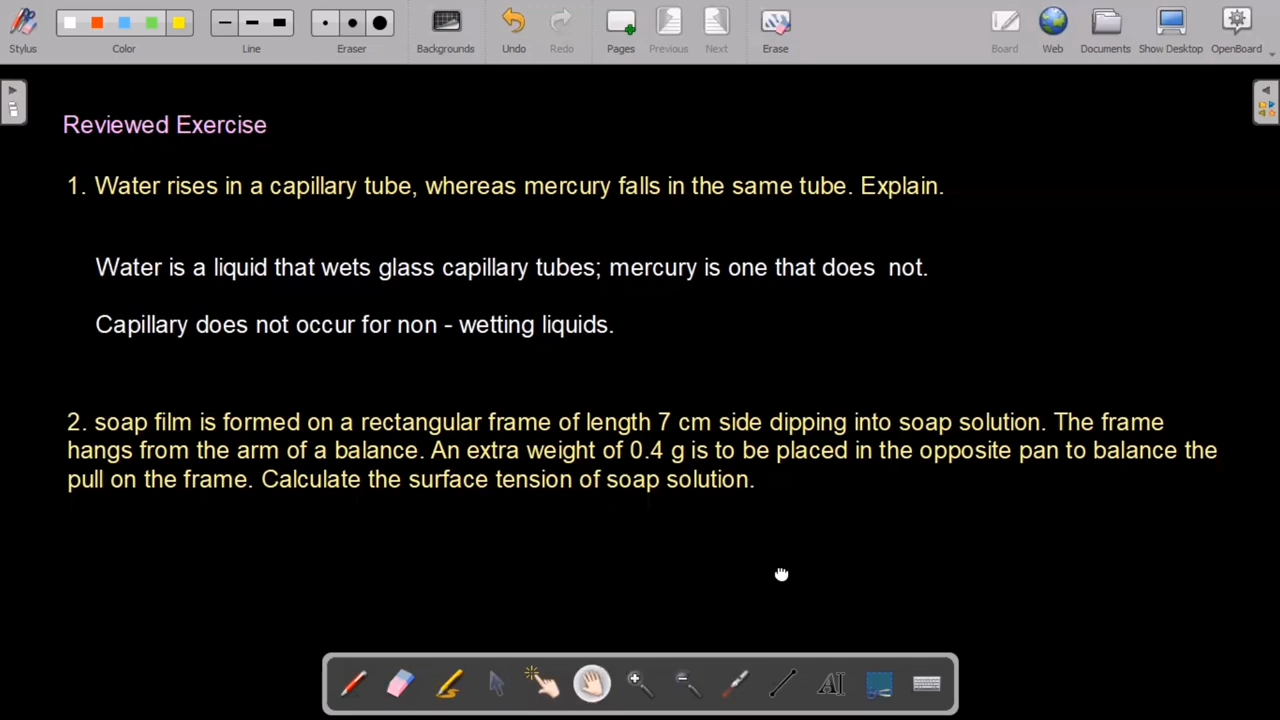 Stylus Color Line Eraser Backgrounds Undo Redo Pages Previous Next Erase Board Web Documents Show Desktop OpenBoard
Reviewed Exercise
1. Water rises in a capillary tube, whereas mercury falls in the same tube. Explain.
Water is a liquid that wets glass capillary tubes; mercury is one that does  not.
Capillary does not occur for non - wetting liquids.
2. soap film is formed on a rectangular frame of length 7 cm side dipping into soap solution. The frame
hangs from the arm of a balance. An extra weight of 0.4 g is to be placed in the opposite pan to balance the
pull on the frame. Calculate the surface tension of soap solution.
AI